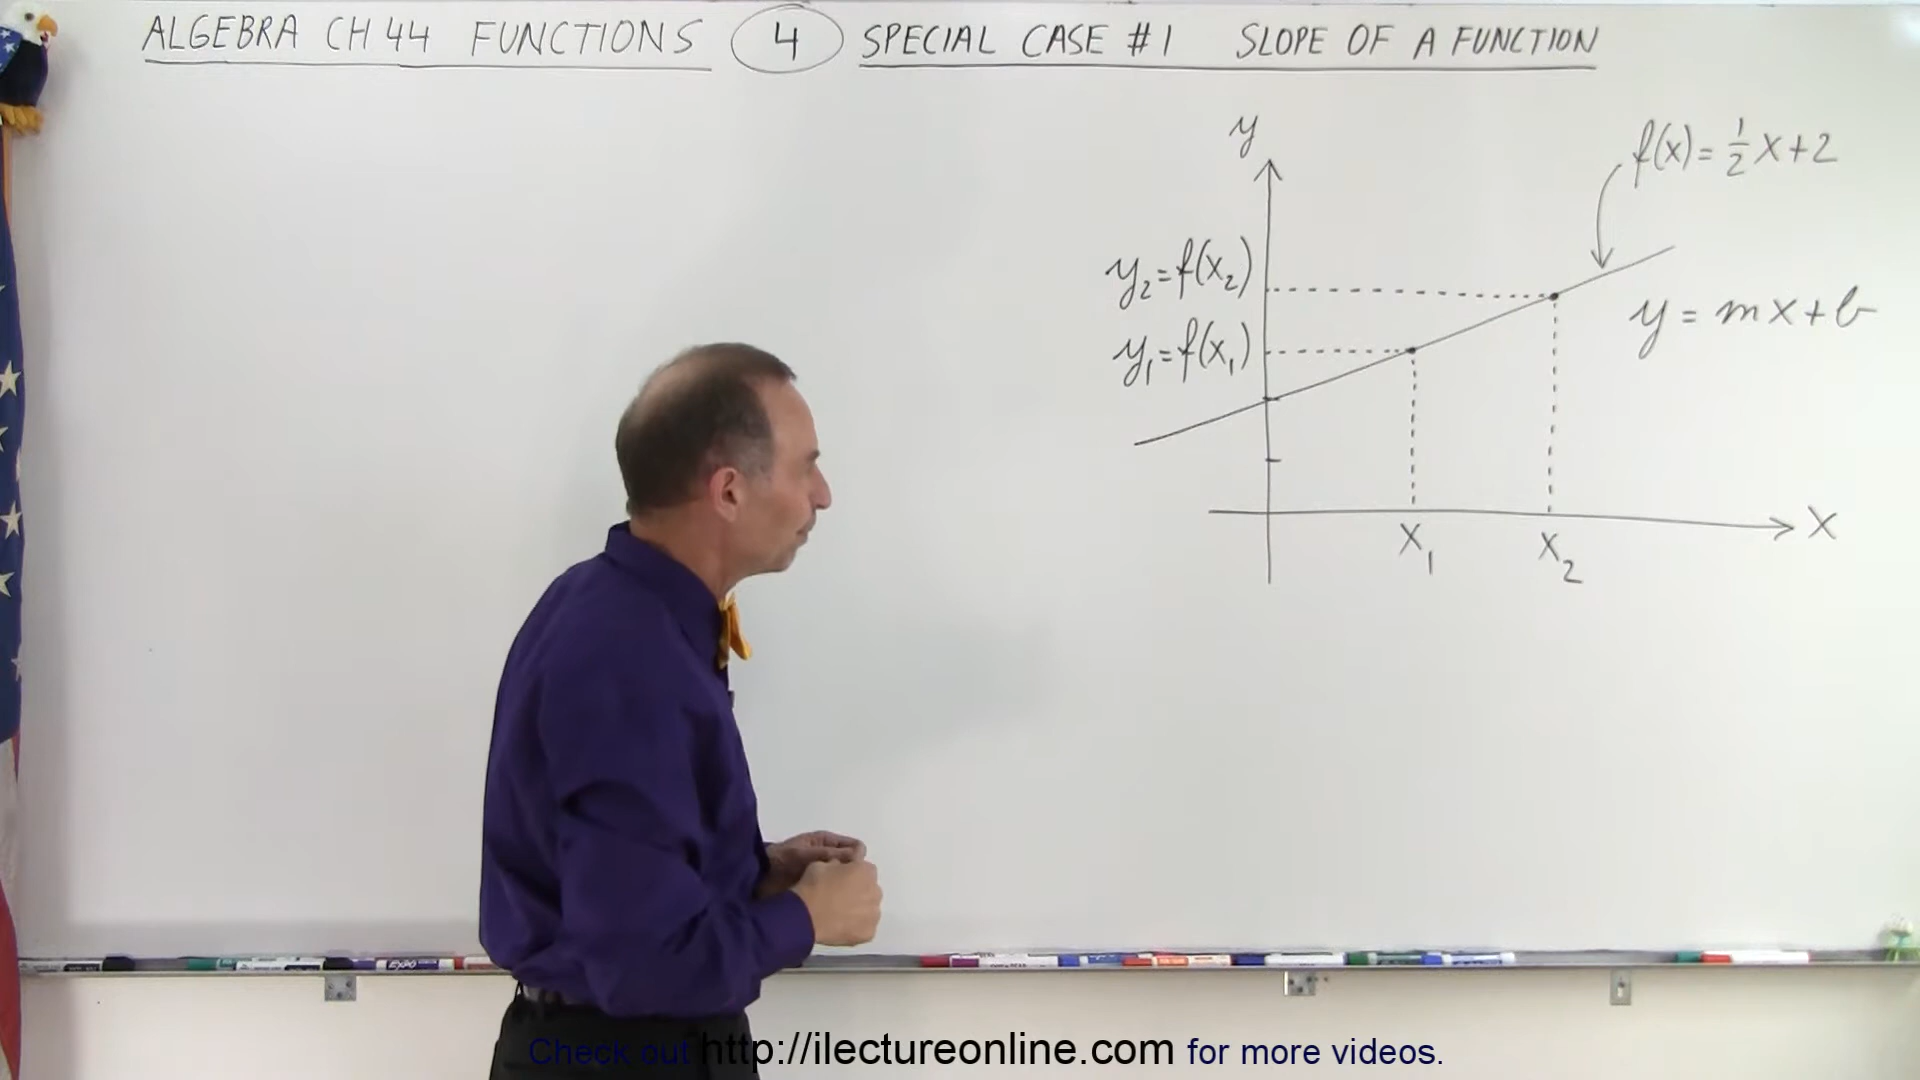 ALGEBRA CH 44 FUNCTIONS 4 SPECIAL CASE #1 SLOPE OF A FUNCTION
y
f(x) = 1/2 x + 2
y₂ = f(x₂)
y = mx + b
y₁ = f(x₁)
x
x₁ x₂
EXPO
Check out http://ilectureonline.com for more videos.